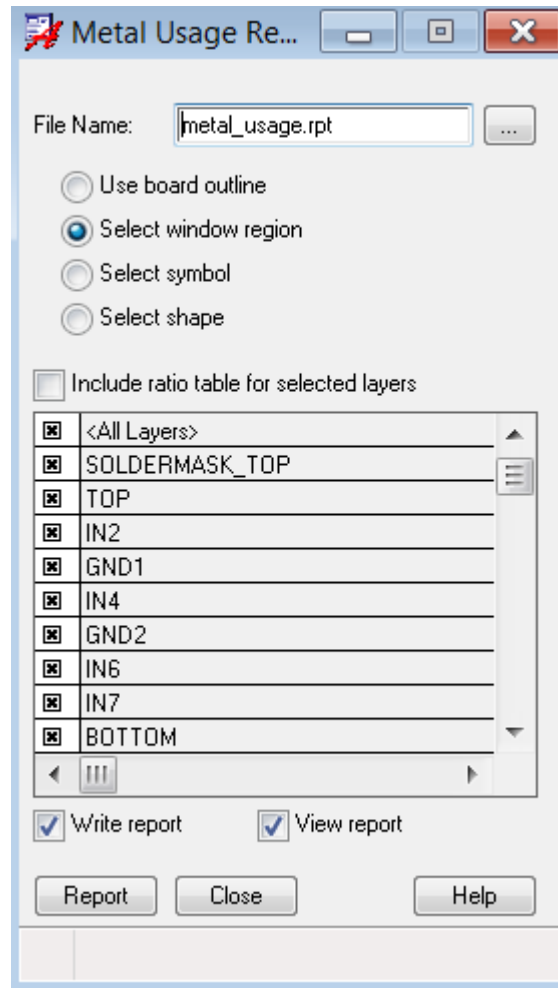 Metal Usage Re...
File Name: metal_usage.rpt ...
Use board outline
Select window region
Select symbol
Select shape
Include ratio table for selected layers
<All Layers>
SOLDERMASK_TOP
TOP
IN2
GND1
IN4
GND2
IN6
IN7
BOTTOM
Write report View report
Report Close Help